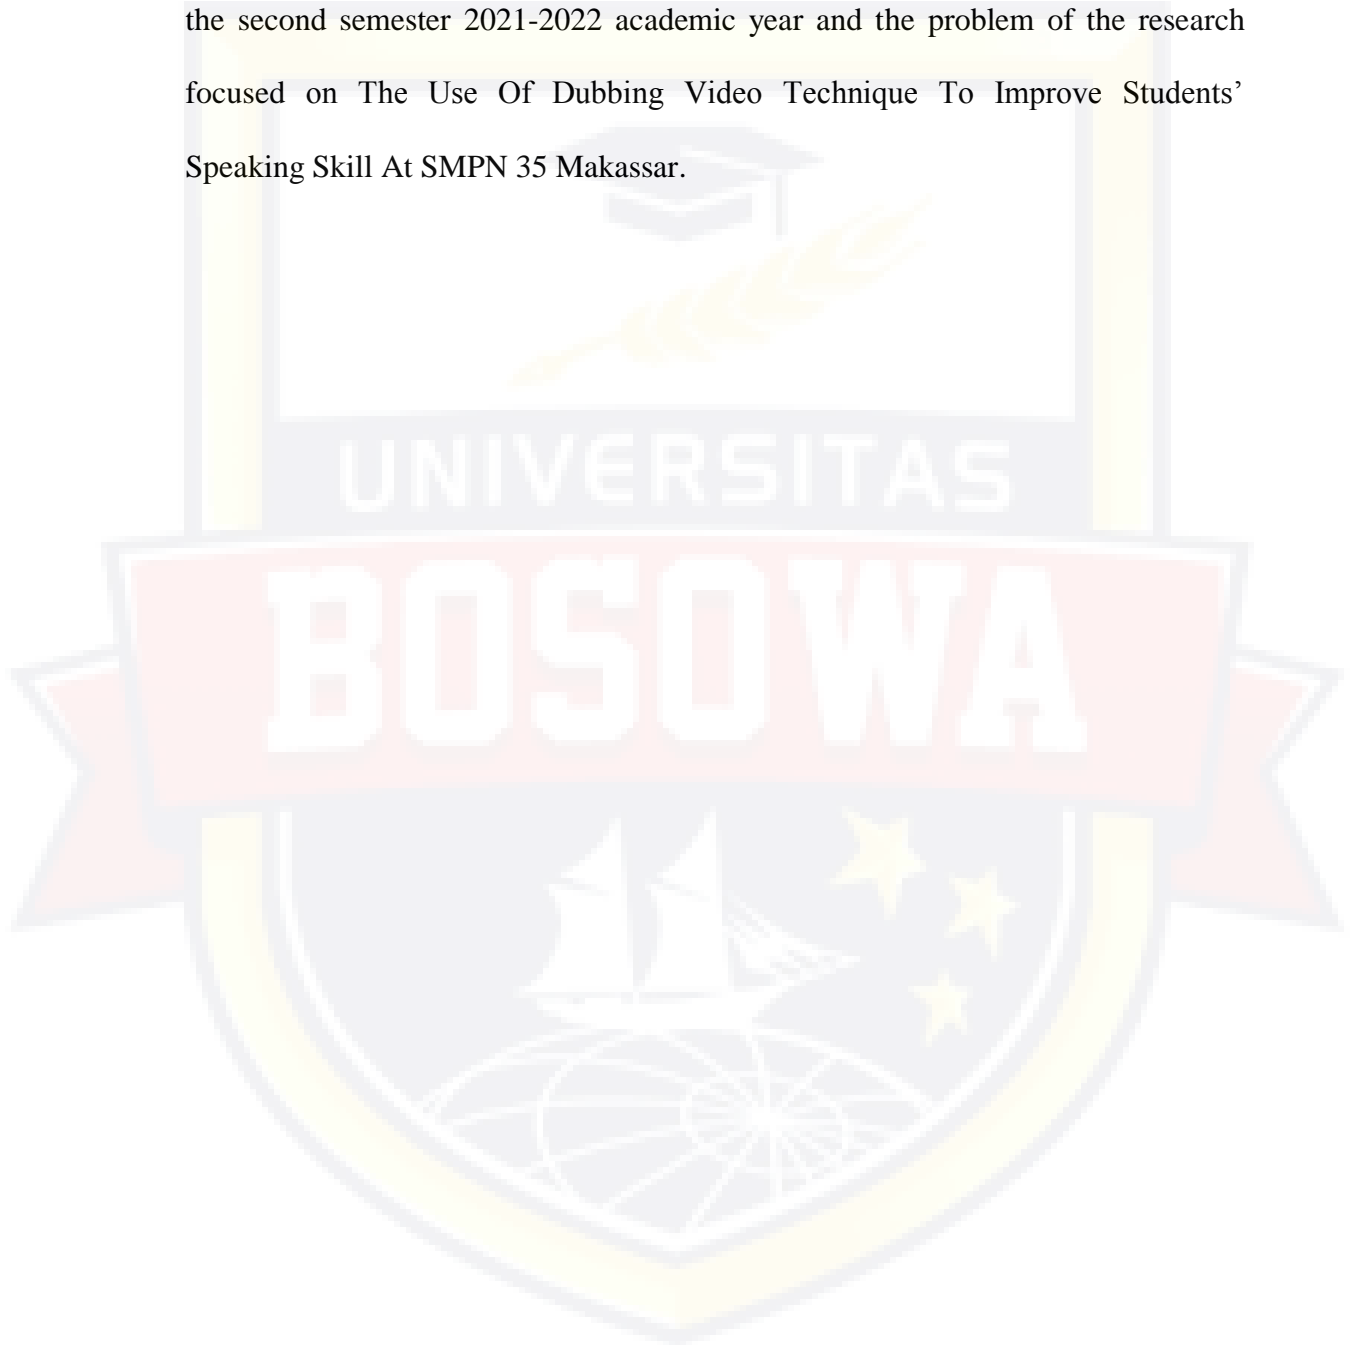 the second semester 2021-2022 academic year and the problem of the research
focused on The Use Of Dubbing Video Technique To Improve Students’
Speaking Skill At SMPN 35 Makassar.
UNIVERSITAS
BOSOWA